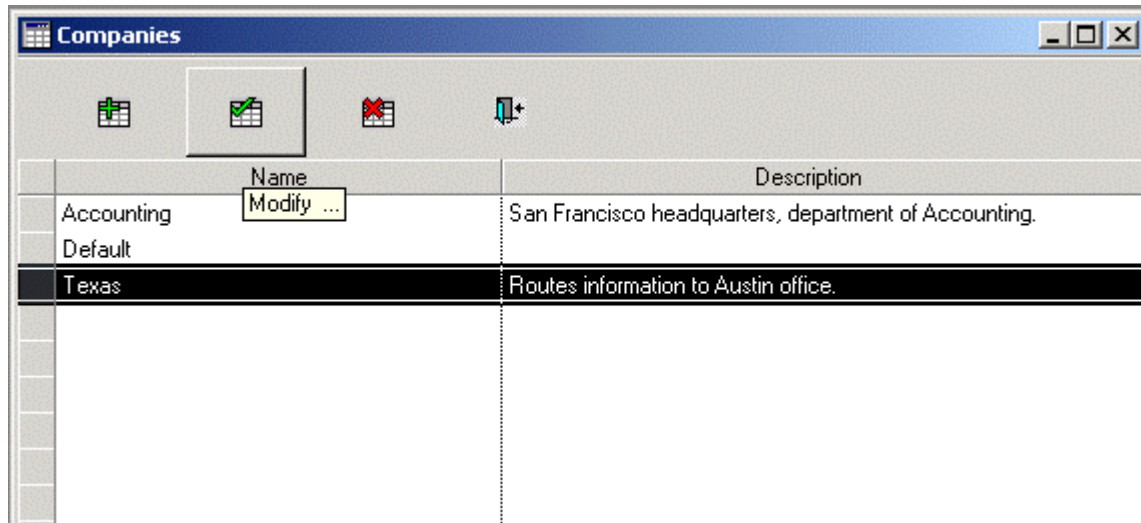 Companies
Name Description
Modify ...
Accounting San Francisco headquarters, department of Accounting.
Default
Texas Routes information to Austin office.